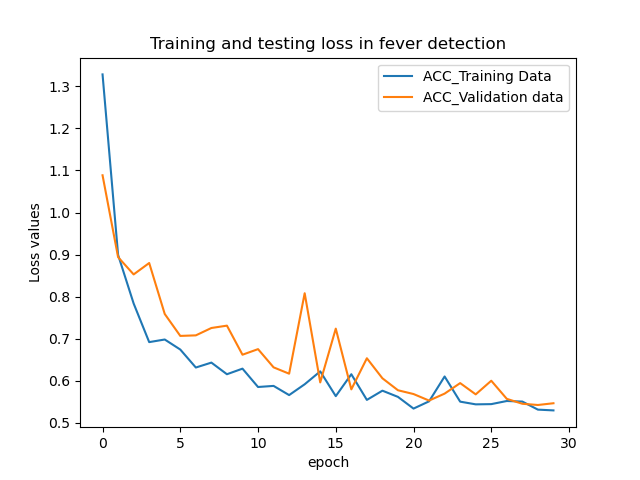 Training and testing loss in fever detection
ACC_Training Data
ACC_Validation data
1.3
1.2
1.1
1.0
0.9
0.8
0.7
0.6
0.5
Loss values
0 5 10 15 20 25 30
epoch